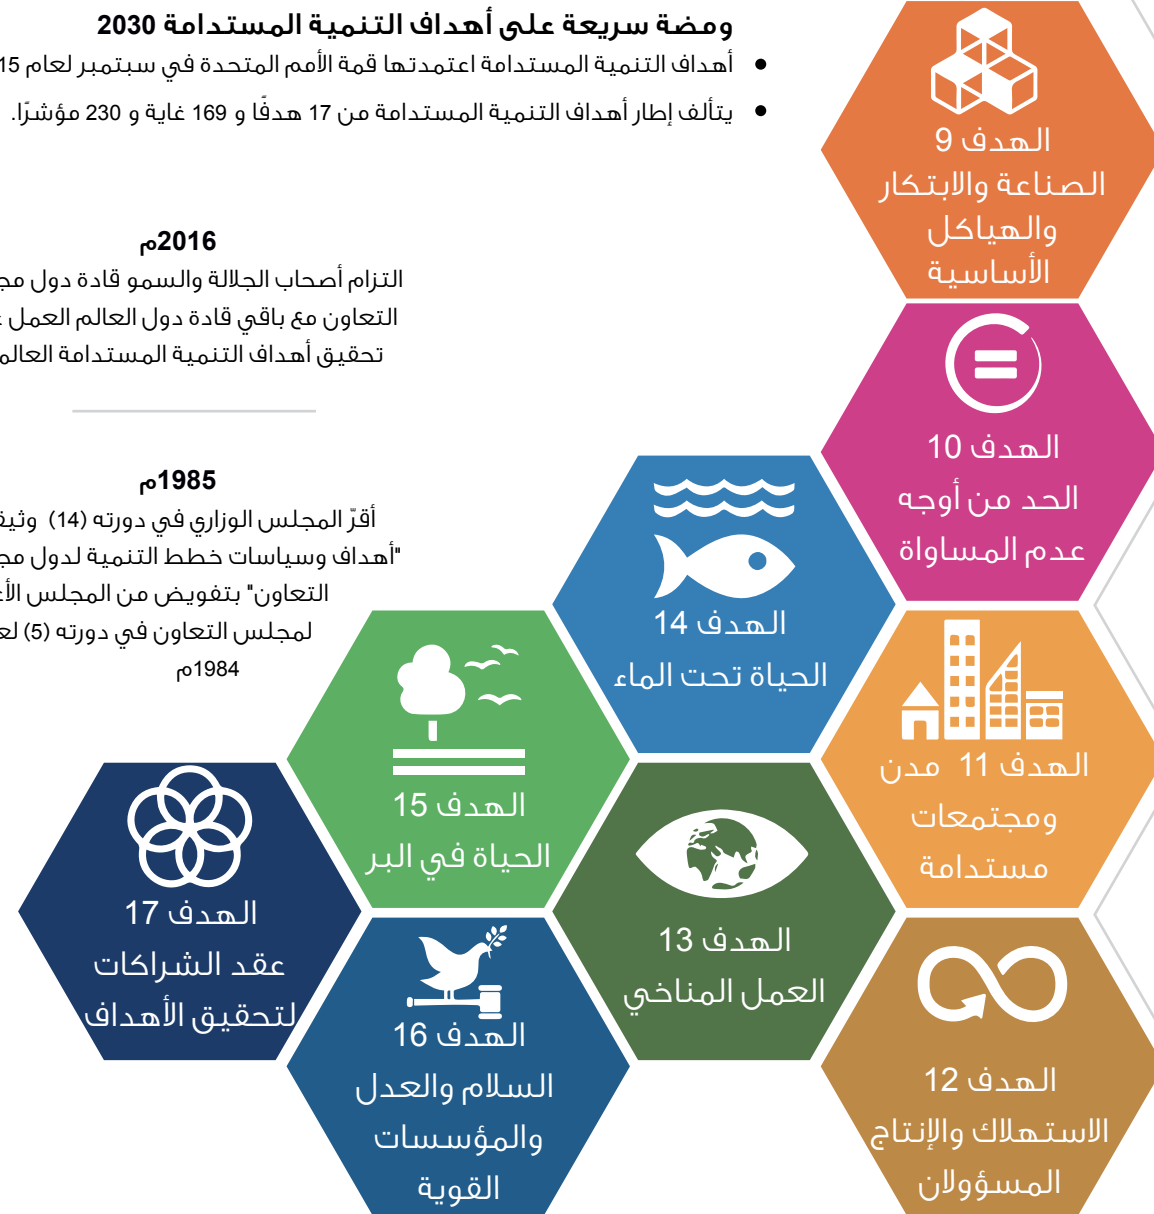 ومضة سريعة على أهداف التنمية المستدامة 2030
أهداف التنمية المستدامة اعتمدتها قمة الأمم المتحدة في سبتمبر لعام
يتألف إطار أهداف التنمية المستدامة من 17 هدفًا و 169 غاية و 230 مؤشرًا.
2016م
التزام أصحاب الجلالة والسمو قادة دول
التعاون مع باقي قادة دول العالم العمل
تحقيق أهداف التنمية المستدامة
1985م
أقرّ المجلس الوزاري في دورته (14)
"أهداف وسياسات خطط التنمية لدول
التعاون" بتفويض من المجلس
لمجلس التعاون في دورته (5)
1984م
الهدف 9
الصناعة والابتكار
والهياكل
الأساسية
الهدف 10
الحد من أوجه
عدم المساواة
الهدف 11 مدن
ومجتمعات
مستدامة
الهدف 12
الاستهلاك والإنتاج
المسؤولان
الهدف 13
العمل المناخي
الهدف 14
الحياة تحت الماء
الهدف 15
الحياة في البر
الهدف 16
السلام والعدل
والمؤسسات
القوية
الهدف 17
عقد الشراكات
لتحقيق الأهداف